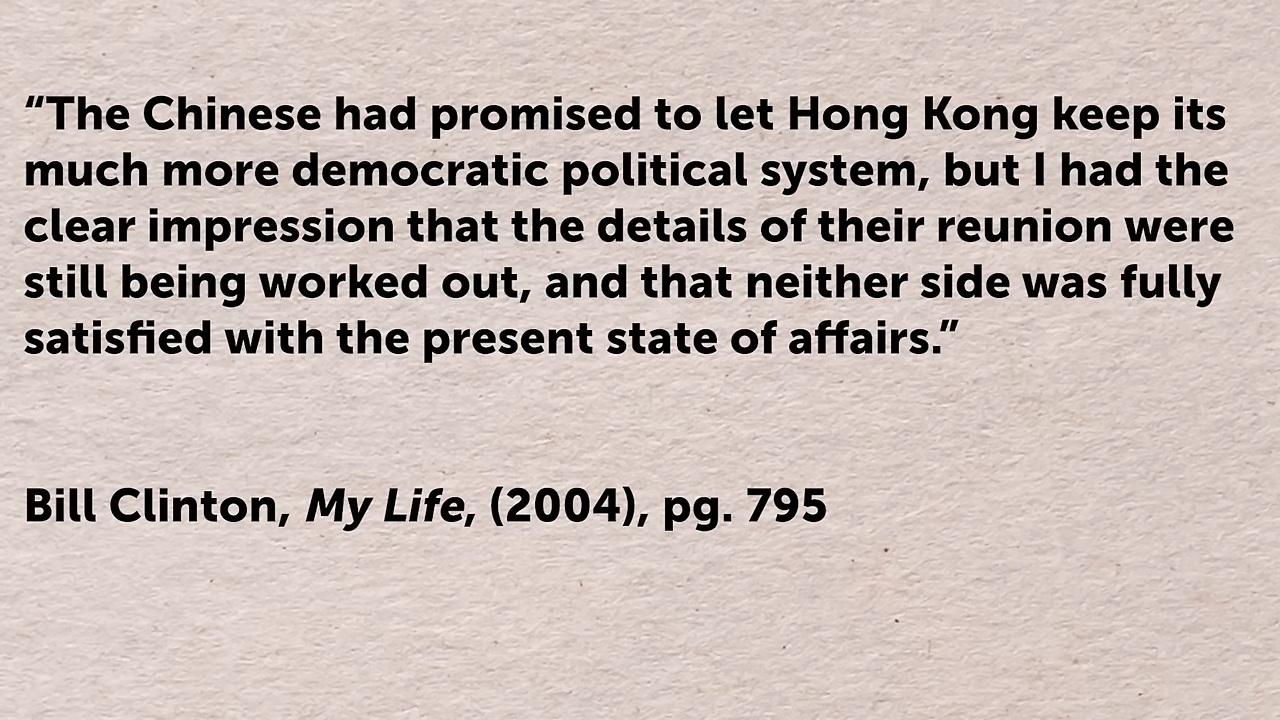 “The Chinese had promised to let Hong Kong keep its
much more democratic political system, but I had the
clear impression that the details of their reunion were
still being worked out, and that neither side was fully
satisfied with the present state of affairs.”
Bill Clinton, My Life, (2004), pg. 795